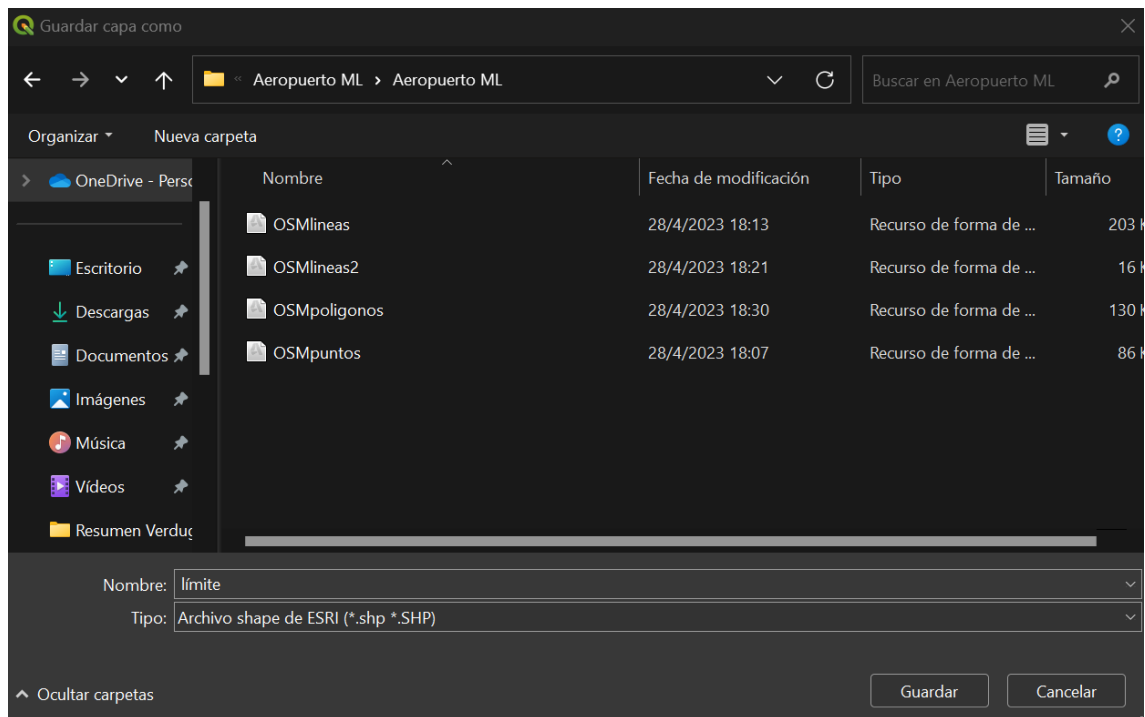 Guardar capa como
« Aeropuerto ML > Aeropuerto ML
Buscar en Aeropuerto ML
Organizar
Nueva carpeta
OneDrive - Perso
Nombre
Fecha de modificación
Tipo
Tamaño
Escritorio
Descargas
Documentos
Imágenes
Música
Vídeos
Resumen Verdug
OSMlineas 28/4/2023 18:13 Recurso de forma de ... 203 K
OSMlineas2 28/4/2023 18:21 Recurso de forma de ... 16 K
OSMpoligonos 28/4/2023 18:30 Recurso de forma de ... 130 K
OSMpuntos 28/4/2023 18:07 Recurso de forma de ... 86 K
Nombre: límite
Tipo: Archivo shape de ESRI (*.shp *.SHP)
Ocultar carpetas
Guardar
Cancelar